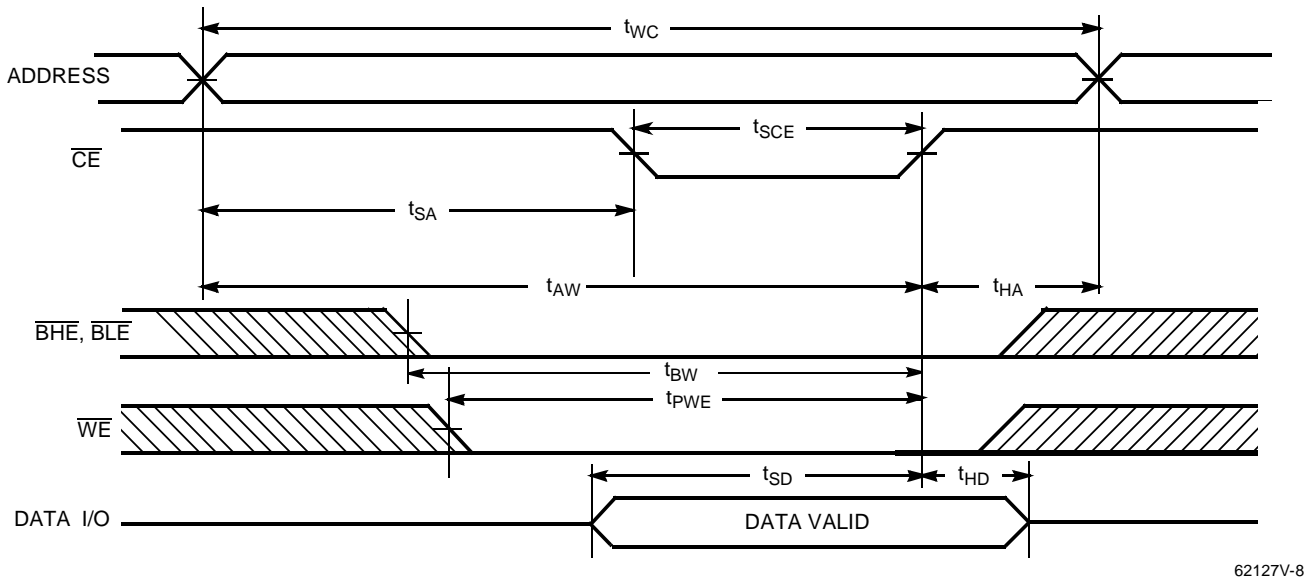 tWC
ADDRESS
tSCE
CE
tSA
tAW
tHA
BHE, BLE
tBW
tPWE
WE
tSD
tHD
DATA I/O
DATA VALID
62127V-8